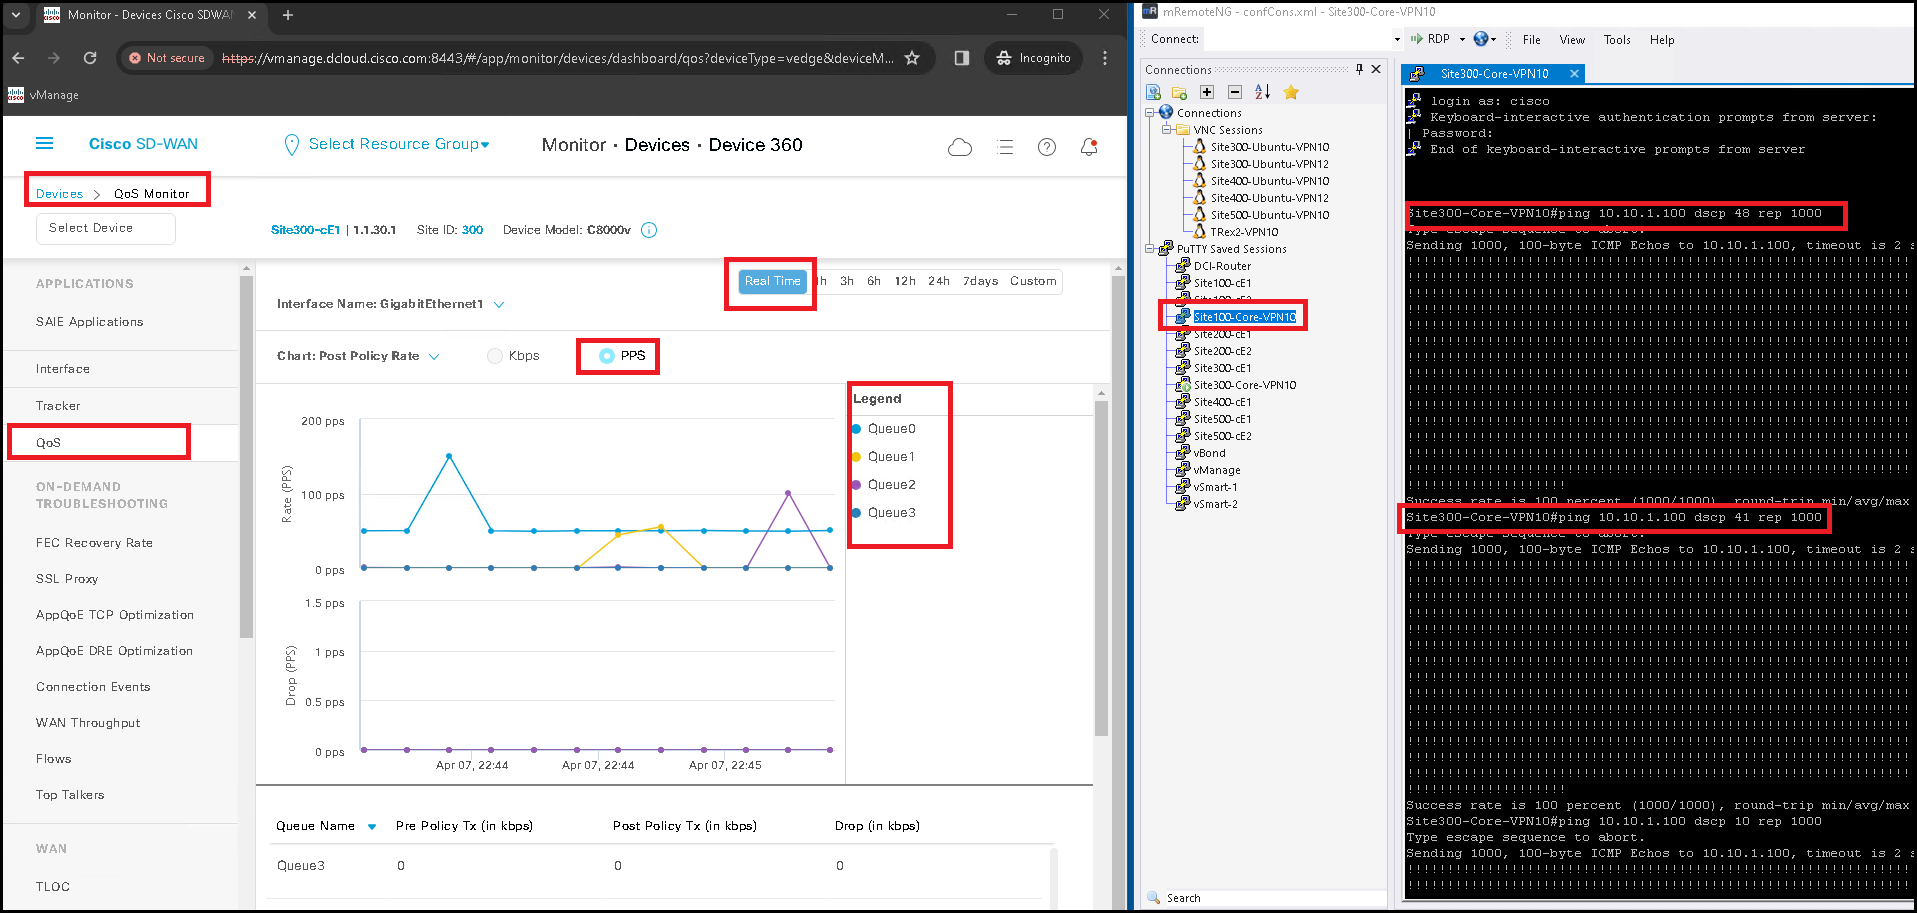 Monitor - Devices Cisco SDWAN
Not secure
https://vmanage.dcloud.cisco.com:8443/#/app/monitor/devices/dashboard/qos?deviceType=vedge&deviceM...
Incognito
vManage
Cisco SD-WAN
Select Resource Group▾
Monitor · Devices · Device 360
Devices > QoS Monitor
Select Device
Site300-cE1 | 1.1.30.1 Site ID: 300 Device Model: C8000v
APPLICATIONS
SAIE Applications
Interface
Tracker
QoS
ON-DEMAND
TROUBLESHOOTING
FEC Recovery Rate
SSL Proxy
AppQoE TCP Optimization
AppQoE DRE Optimization
Connection Events
WAN Throughput
Flows
Top Talkers
WAN
TLOC
Real Time 1h 3h 6h 12h 24h 7days Custom
Interface Name: GigabitEthernet1
Chart: Post Policy Rate Kbps PPS
Legend
Queue0
Queue1
Queue2
Queue3
Rate (PPS)
200 pps
100 pps
0 pps
Drop (PPS)
1.5 pps
1 pps
0.5 pps
0 pps
Apr 07, 22:44 Apr 07, 22:44 Apr 07, 22:45
Queue Name Pre Policy Tx (in kbps) Post Policy Tx (in kbps) Drop (in kbps)
Queue3 0 0 0
mRemoteNG - confCons.xml - Site300-Core-VPN10
Connect: RDP File View Tools Help
Connections
Connections
VNC Sessions
Site300-Ubuntu-VPN10
Site300-Ubuntu-VPN12
Site400-Ubuntu-VPN10
Site400-Ubuntu-VPN12
Site500-Ubuntu-VPN10
TRex2-VPN10
PuTTY Saved Sessions
DCI-Router
Site100-cE1
Site100-cE2
Site100-Core-VPN10
Site200-cE1
Site200-cE2
Site300-cE1
Site300-Core-VPN10
Site400-cE1
Site500-cE1
Site500-cE2
vBond
vManage
vSmart-1
vSmart-2
Search
Site300-Core-VPN10
login as: cisco
Keyboard-interactive authentication prompts from server:
| Password:
End of keyboard-interactive prompts from server
Site300-Core-VPN10#ping 10.10.1.100 dscp 48 rep 1000
Type escape sequence to abort.
Sending 1000, 100-byte ICMP Echos to 10.10.1.100, timeout is 2 s
Success rate is 100 percent (1000/1000), round-trip min/avg/max
Site300-Core-VPN10#ping 10.10.1.100 dscp 41 rep 1000
Type escape sequence to abort.
Sending 1000, 100-byte ICMP Echos to 10.10.1.100, timeout is 2 s
Success rate is 100 percent (1000/1000), round-trip min/avg/max
Site300-Core-VPN10#ping 10.10.1.100 dscp 10 rep 1000
Type escape sequence to abort.
Sending 1000, 100-byte ICMP Echos to 10.10.1.100, timeout is 2 s